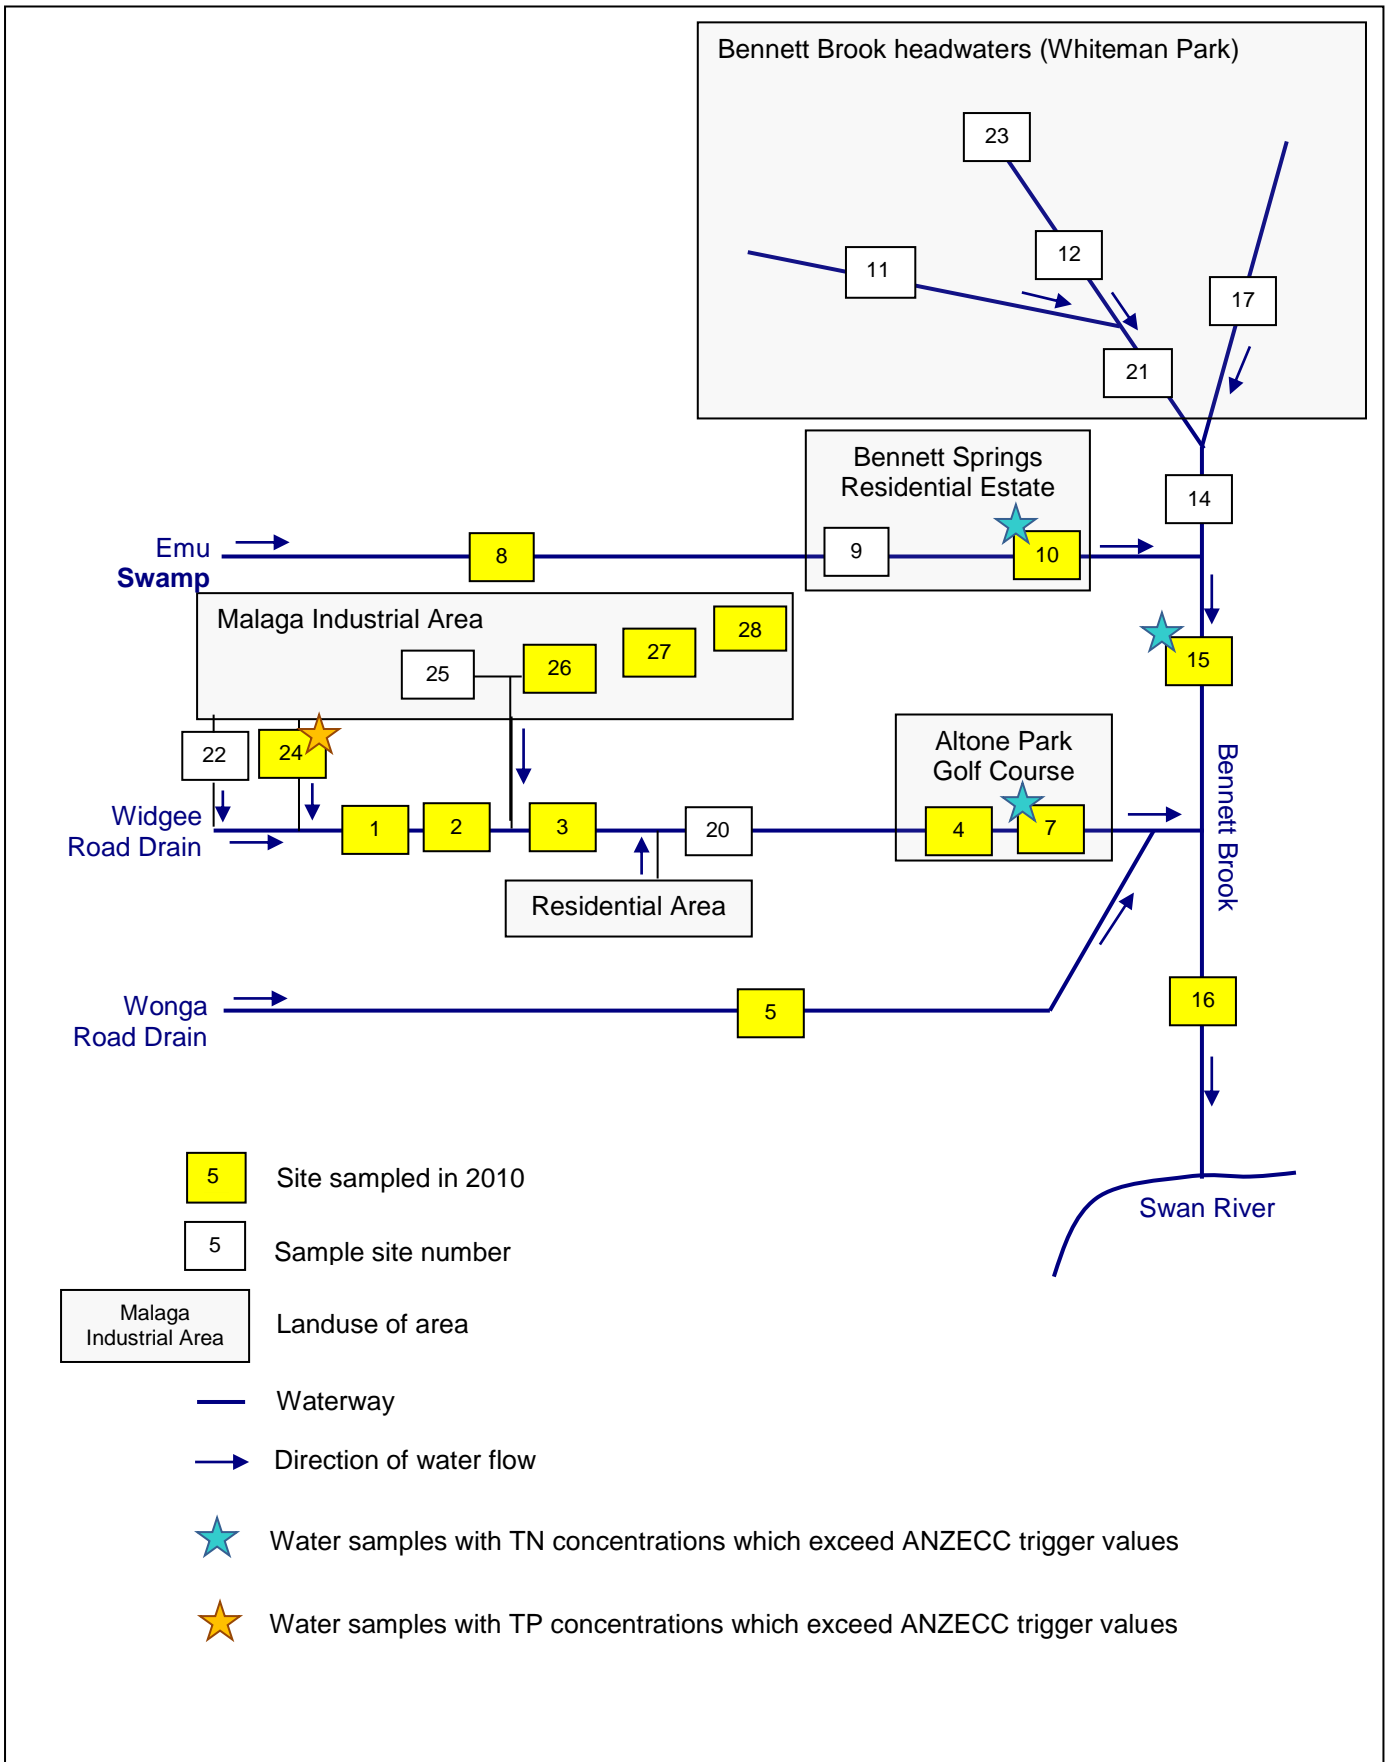 Bennett Brook headwaters (Whiteman Park)
23
12
11
17
21
Bennett Springs
Residential Estate
14
Emu
Swamp
8
9
10
Malaga Industrial Area
28
27
26
25
15
22
24
Altone Park
Golf Course
Bennett Brook
Widgee
Road Drain
1
2
3
20
4
7
Residential Area
Wonga
Road Drain
5
16
5
Site sampled in 2010
Swan River
5
Sample site number
Malaga
Industrial Area
Landuse of area
Waterway
Direction of water flow
Water samples with TN concentrations which exceed ANZECC trigger values
Water samples with TP concentrations which exceed ANZECC trigger values